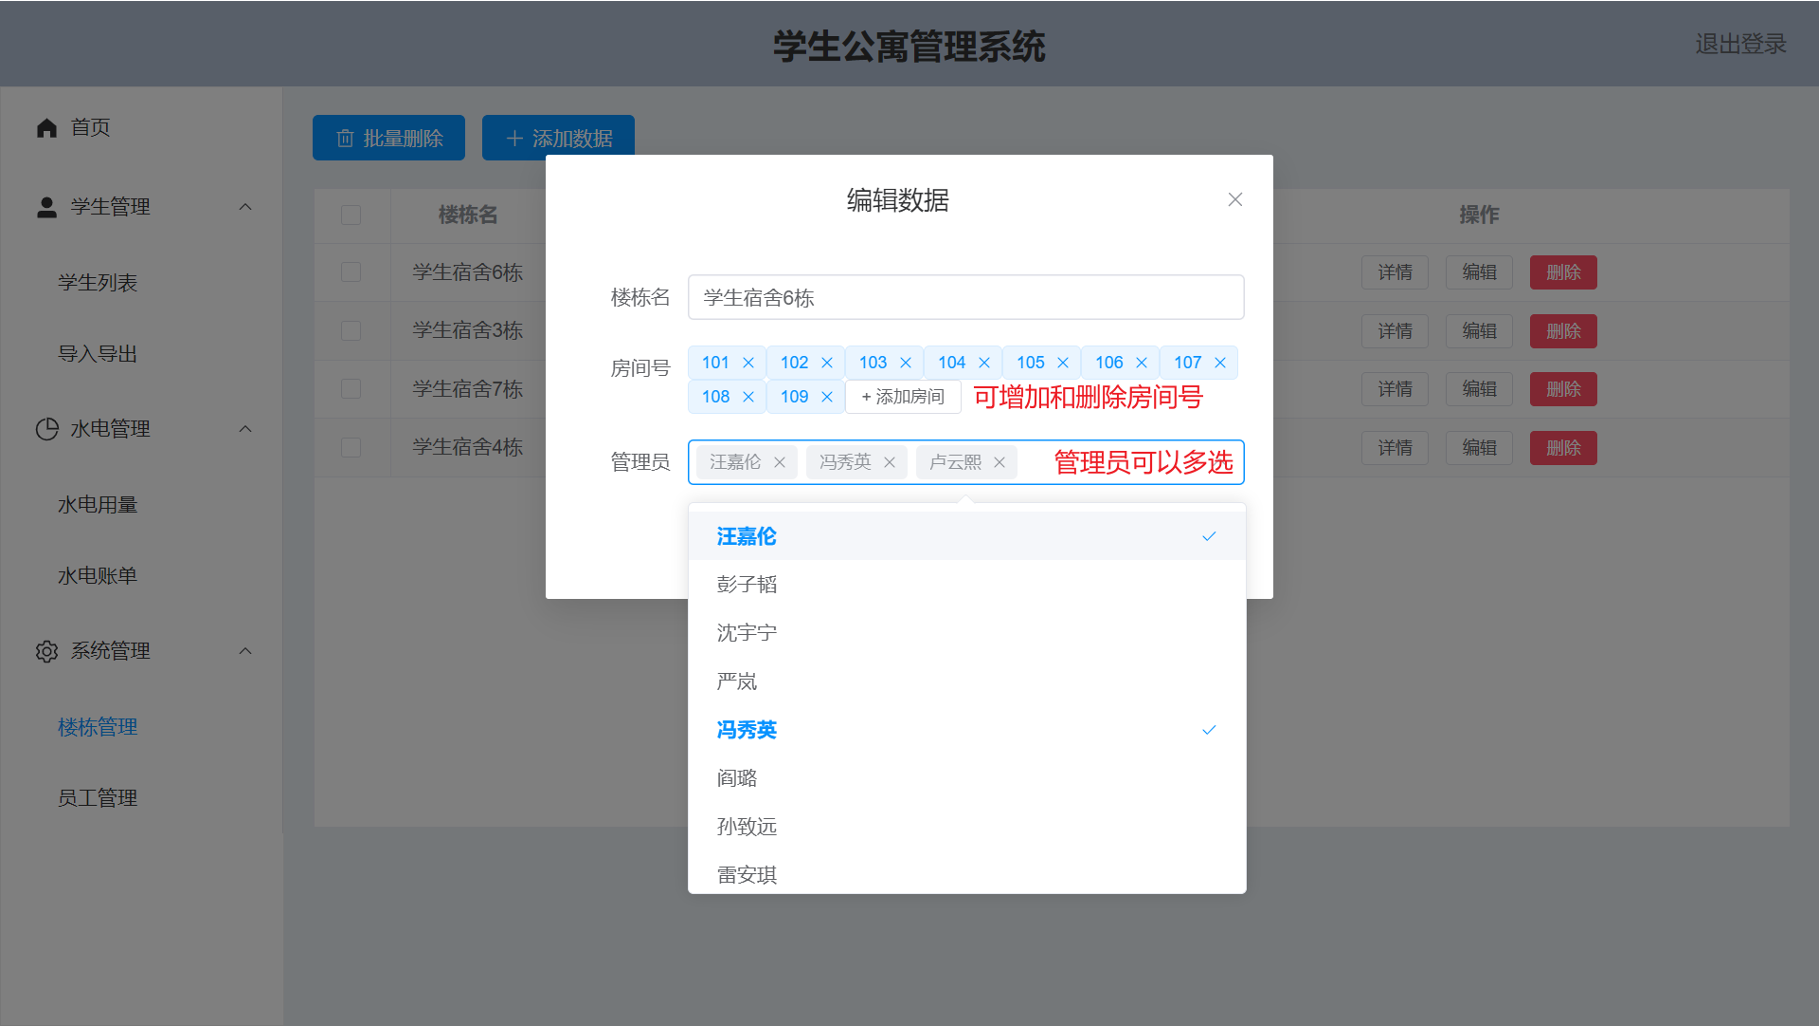 学生公寓管理系统
退出登录
首页
学生管理
学生列表
导入导出
水电管理
水电用量
水电账单
系统管理
楼栋管理
员工管理
批量删除
+ 添加数据
楼栋名
操作
学生宿舍6栋
详情 编辑 删除
学生宿舍3栋
详情 编辑 删除
学生宿舍7栋
详情 编辑 删除
学生宿舍4栋
详情 编辑 删除
编辑数据
楼栋名 学生宿舍6栋
房间号 101 102 103 104 105 106 107
108 109 + 添加房间 可增加和删除房间号
管理员 汪嘉伦 冯秀英 卢云熙 管理员可以多选
汪嘉伦
彭子韬
沈宇宁
严岚
冯秀英
阎璐
孙致远
雷安琪